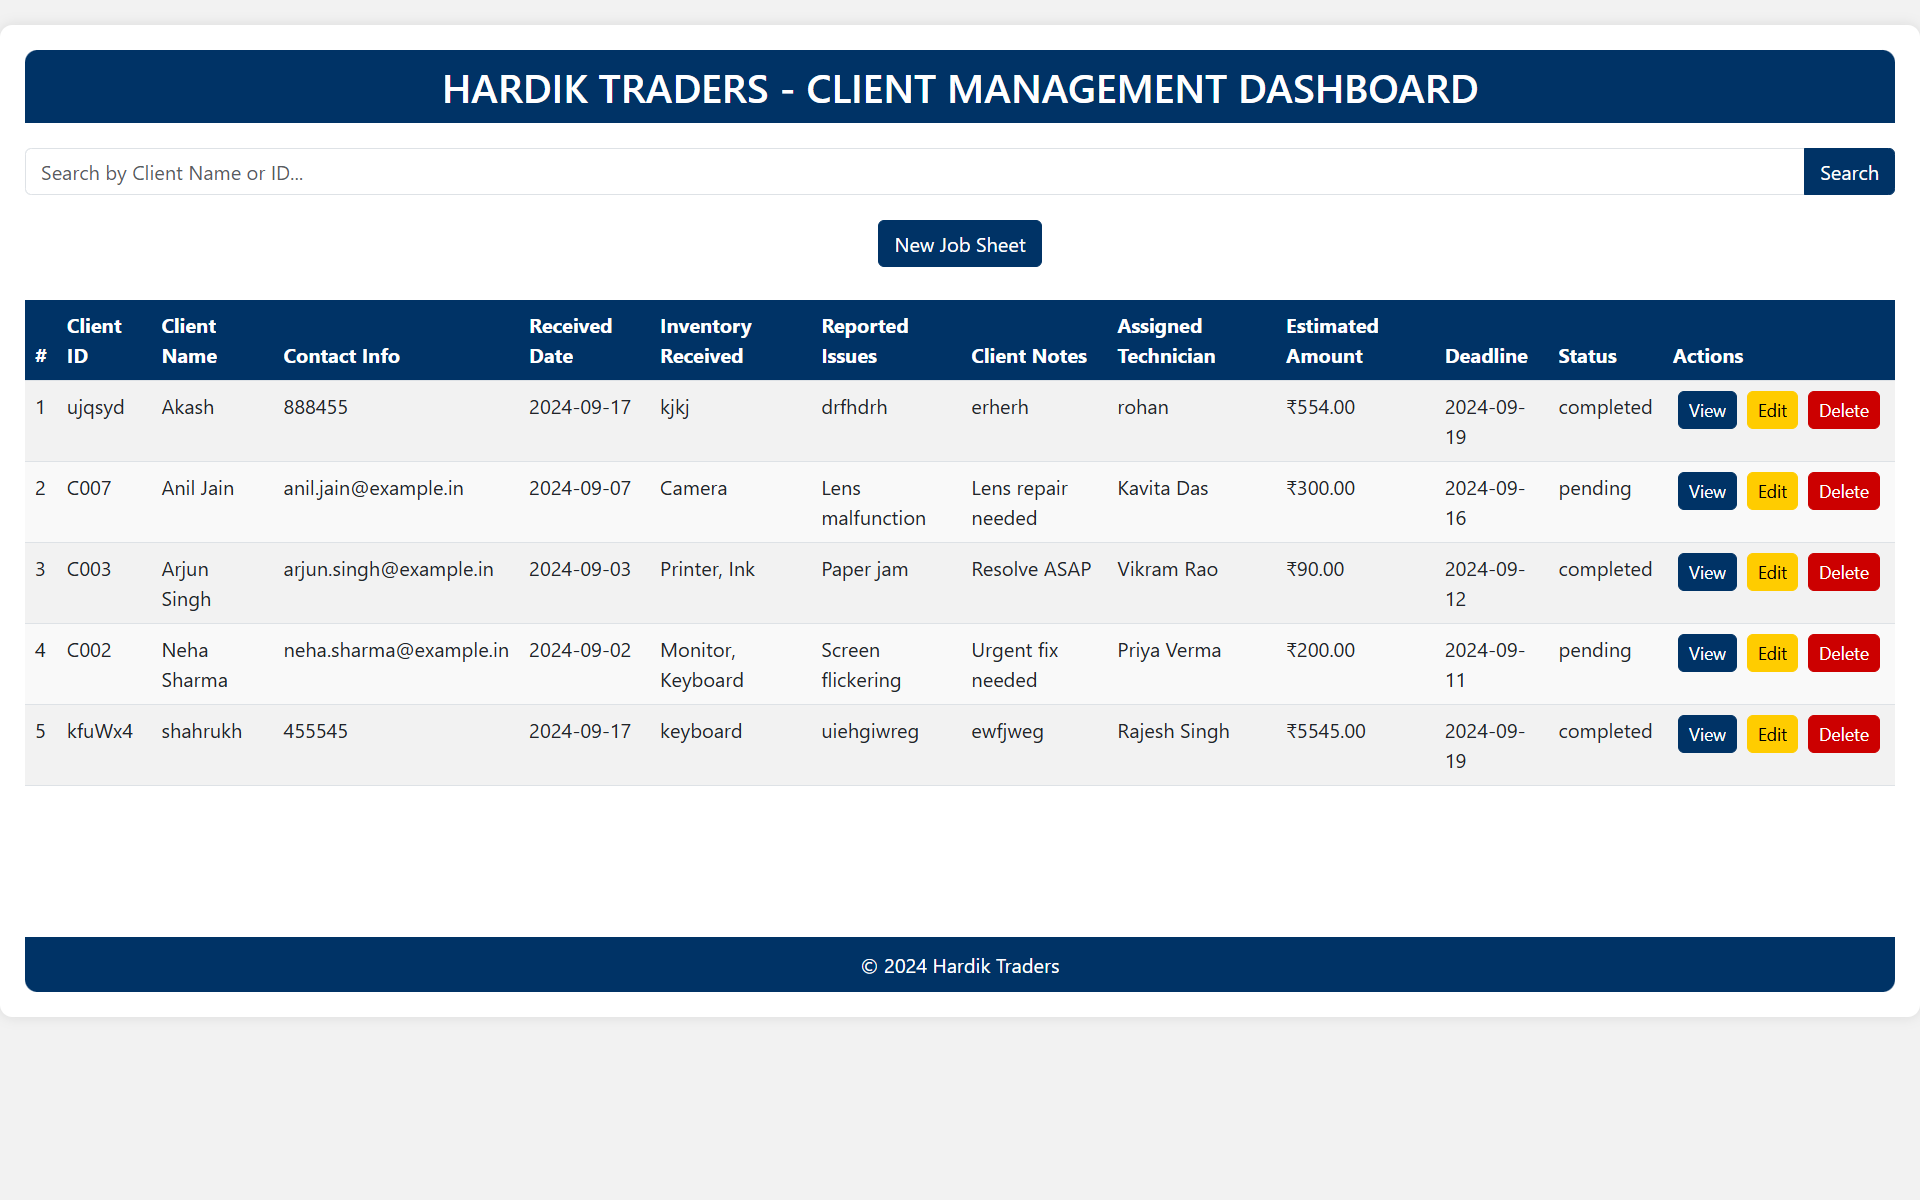 HARDIK TRADERS - CLIENT MANAGEMENT DASHBOARD
Search by Client Name or ID...
Search
New Job Sheet
# Client ID Client Name Contact Info Received Date Inventory Received Reported Issues Client Notes Assigned Technician Estimated Amount Deadline Status Actions
1 ujqsyd Akash 888455 2024-09-17 kjkj drfhdrh erherh rohan ₹554.00 2024-09-19 completed View Edit Delete
2 C007 Anil Jain anil.jain@example.in 2024-09-07 Camera Lens malfunction Lens repair needed Kavita Das ₹300.00 2024-09-16 pending View Edit Delete
3 C003 Arjun Singh arjun.singh@example.in 2024-09-03 Printer, Ink Paper jam Resolve ASAP Vikram Rao ₹90.00 2024-09-12 completed View Edit Delete
4 C002 Neha Sharma neha.sharma@example.in 2024-09-02 Monitor, Keyboard Screen flickering Urgent fix needed Priya Verma ₹200.00 2024-09-11 pending View Edit Delete
5 kfuWx4 shahrukh 455545 2024-09-17 keyboard uiehgiwreg ewfjweg Rajesh Singh ₹5545.00 2024-09-19 completed View Edit Delete
© 2024 Hardik Traders